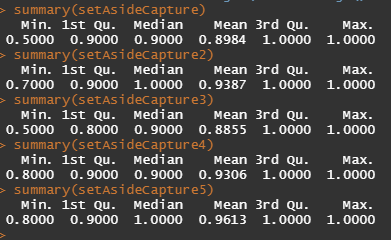 > summary(setAsideCapture)
   Min. 1st Qu.  Median    Mean 3rd Qu.    Max.
 0.5000  0.9000  0.9000  0.8984  1.0000  1.0000
> summary(setAsideCapture2)
   Min. 1st Qu.  Median    Mean 3rd Qu.    Max.
 0.7000  0.9000  1.0000  0.9387  1.0000  1.0000
> summary(setAsideCapture3)
   Min. 1st Qu.  Median    Mean 3rd Qu.    Max.
 0.5000  0.8000  0.9000  0.8855  1.0000  1.0000
> summary(setAsideCapture4)
   Min. 1st Qu.  Median    Mean 3rd Qu.    Max.
 0.8000  0.9000  0.9000  0.9306  1.0000  1.0000
> summary(setAsideCapture5)
   Min. 1st Qu.  Median    Mean 3rd Qu.    Max.
 0.8000  0.9000  1.0000  0.9613  1.0000  1.0000
>